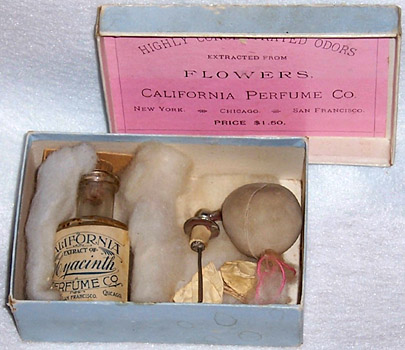 HIGHLY CONCENTRATED ODORS
EXTRACTED FROM
FLOWERS.
CALIFORNIA PERFUME CO.
NEW YORK. CHICAGO. SAN FRANCISCO.
PRICE $1.50.
CALIFORNIA
EXTRACT OF
Hyacinth
PERFUME CO.
SAN FRANCISCO. CHICAGO.